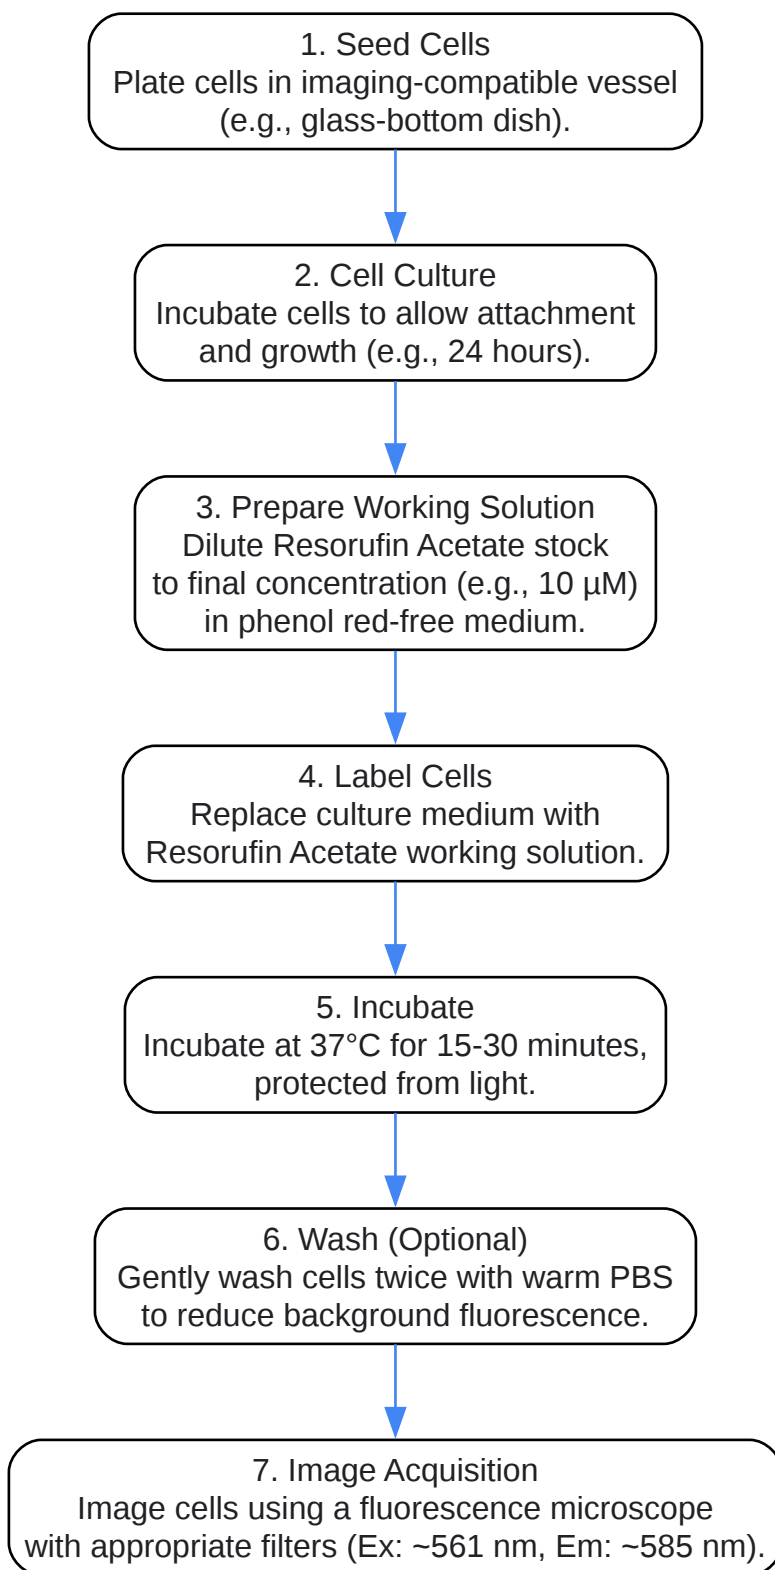 1. Seed Cells
Plate cells in imaging-compatible vessel
(e.g., glass-bottom dish).
2. Cell Culture
Incubate cells to allow attachment
and growth (e.g., 24 hours).
3. Prepare Working Solution
Dilute Resorufin Acetate stock
to final concentration (e.g., 10 µM)
in phenol red-free medium.
4. Label Cells
Replace culture medium with
Resorufin Acetate working solution.
5. Incubate
Incubate at 37°C for 15-30 minutes,
protected from light.
6. Wash (Optional)
Gently wash cells twice with warm PBS
to reduce background fluorescence.
7. Image Acquisition
Image cells using a fluorescence microscope
with appropriate filters (Ex: ~561 nm, Em: ~585 nm).